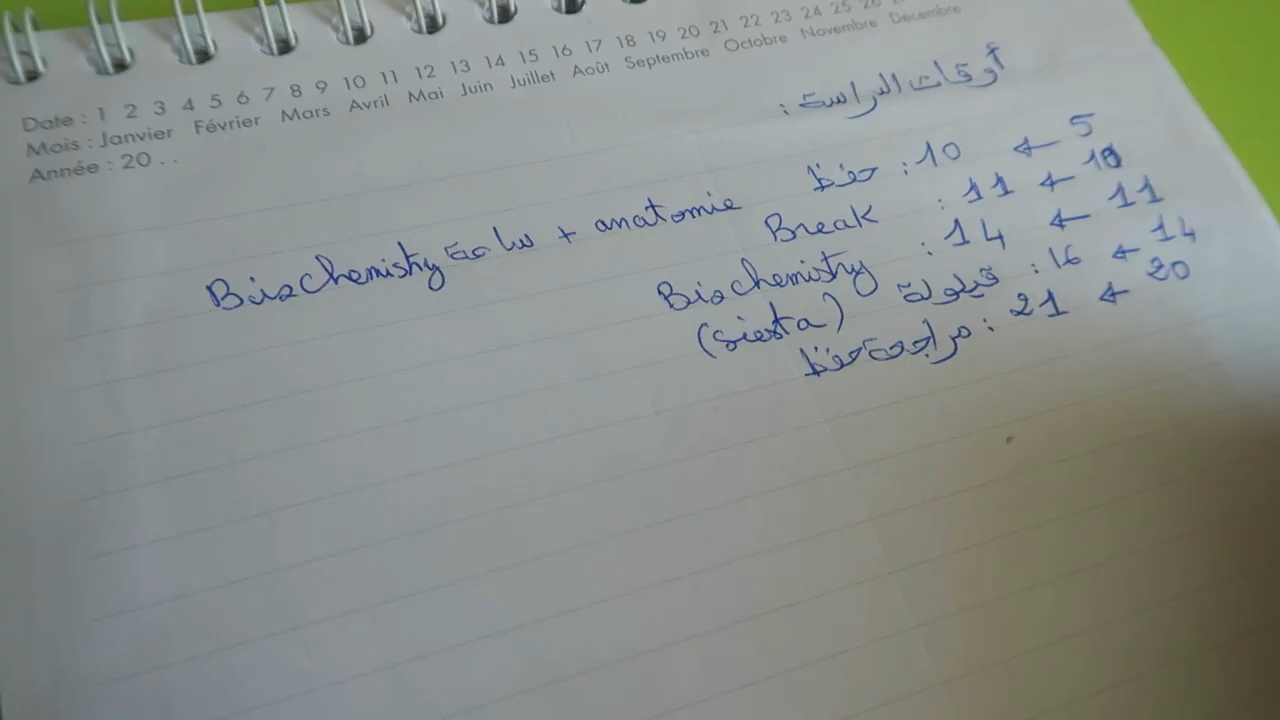 Date : 1 2 3 4 5 6 7 8 9 10 11 12 13 14 15 16 17 18 19 20 21 22 23 24 25 26
Mois : Janvier Février Mars Avril Mai Juin Juillet Août Septembre Octobre Novembre Décembre
Année : 20 . .
أوقات الدراسة :
5 ← 10 : حفظ anatomie + ساعة Biochemistry
10 ← 11 : Break
11 ← 14 : Biochemistry
14 ← 16 : قيلولة (siesta)
20 ← 21 : مراجعة حفظ